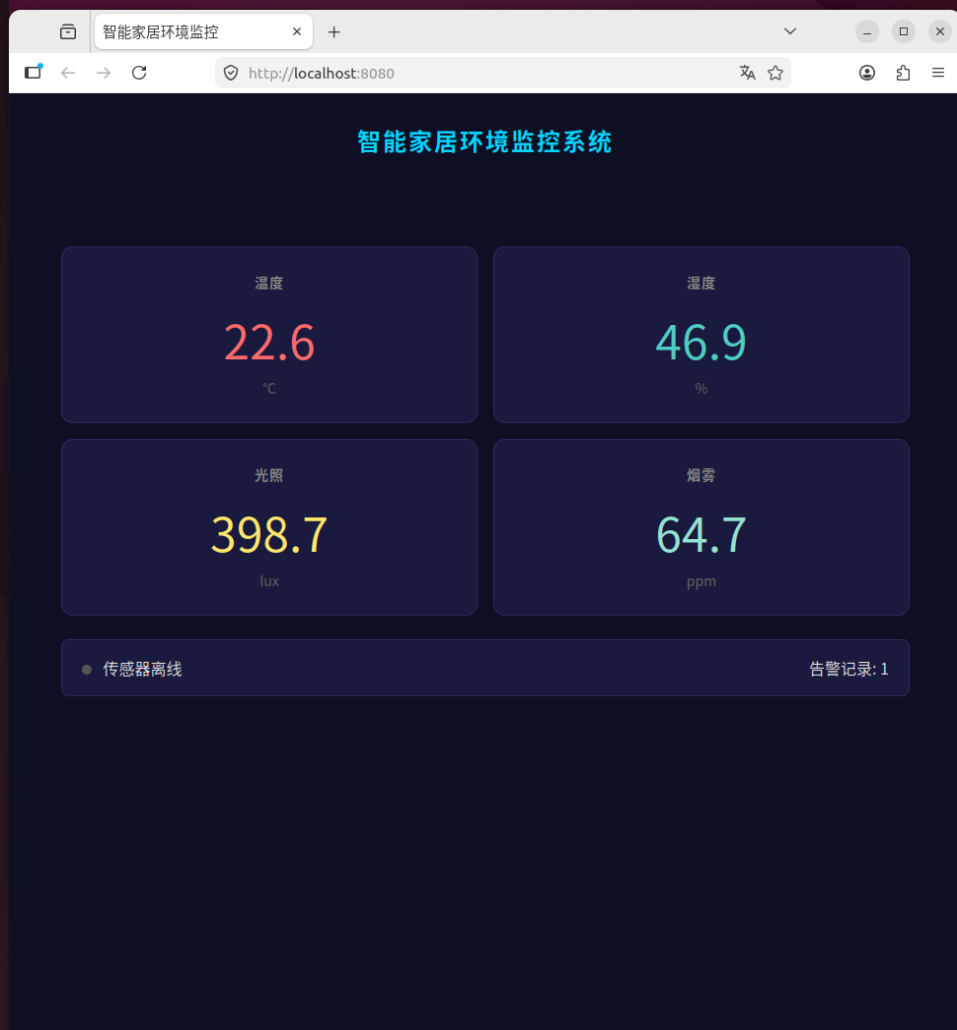 智能家居环境监控
http://localhost:8080
智能家居环境监控系统
温度
22.6
°C
湿度
46.9
%
光照
398.7
lux
烟雾
64.7
ppm
传感器离线
告警记录: 1